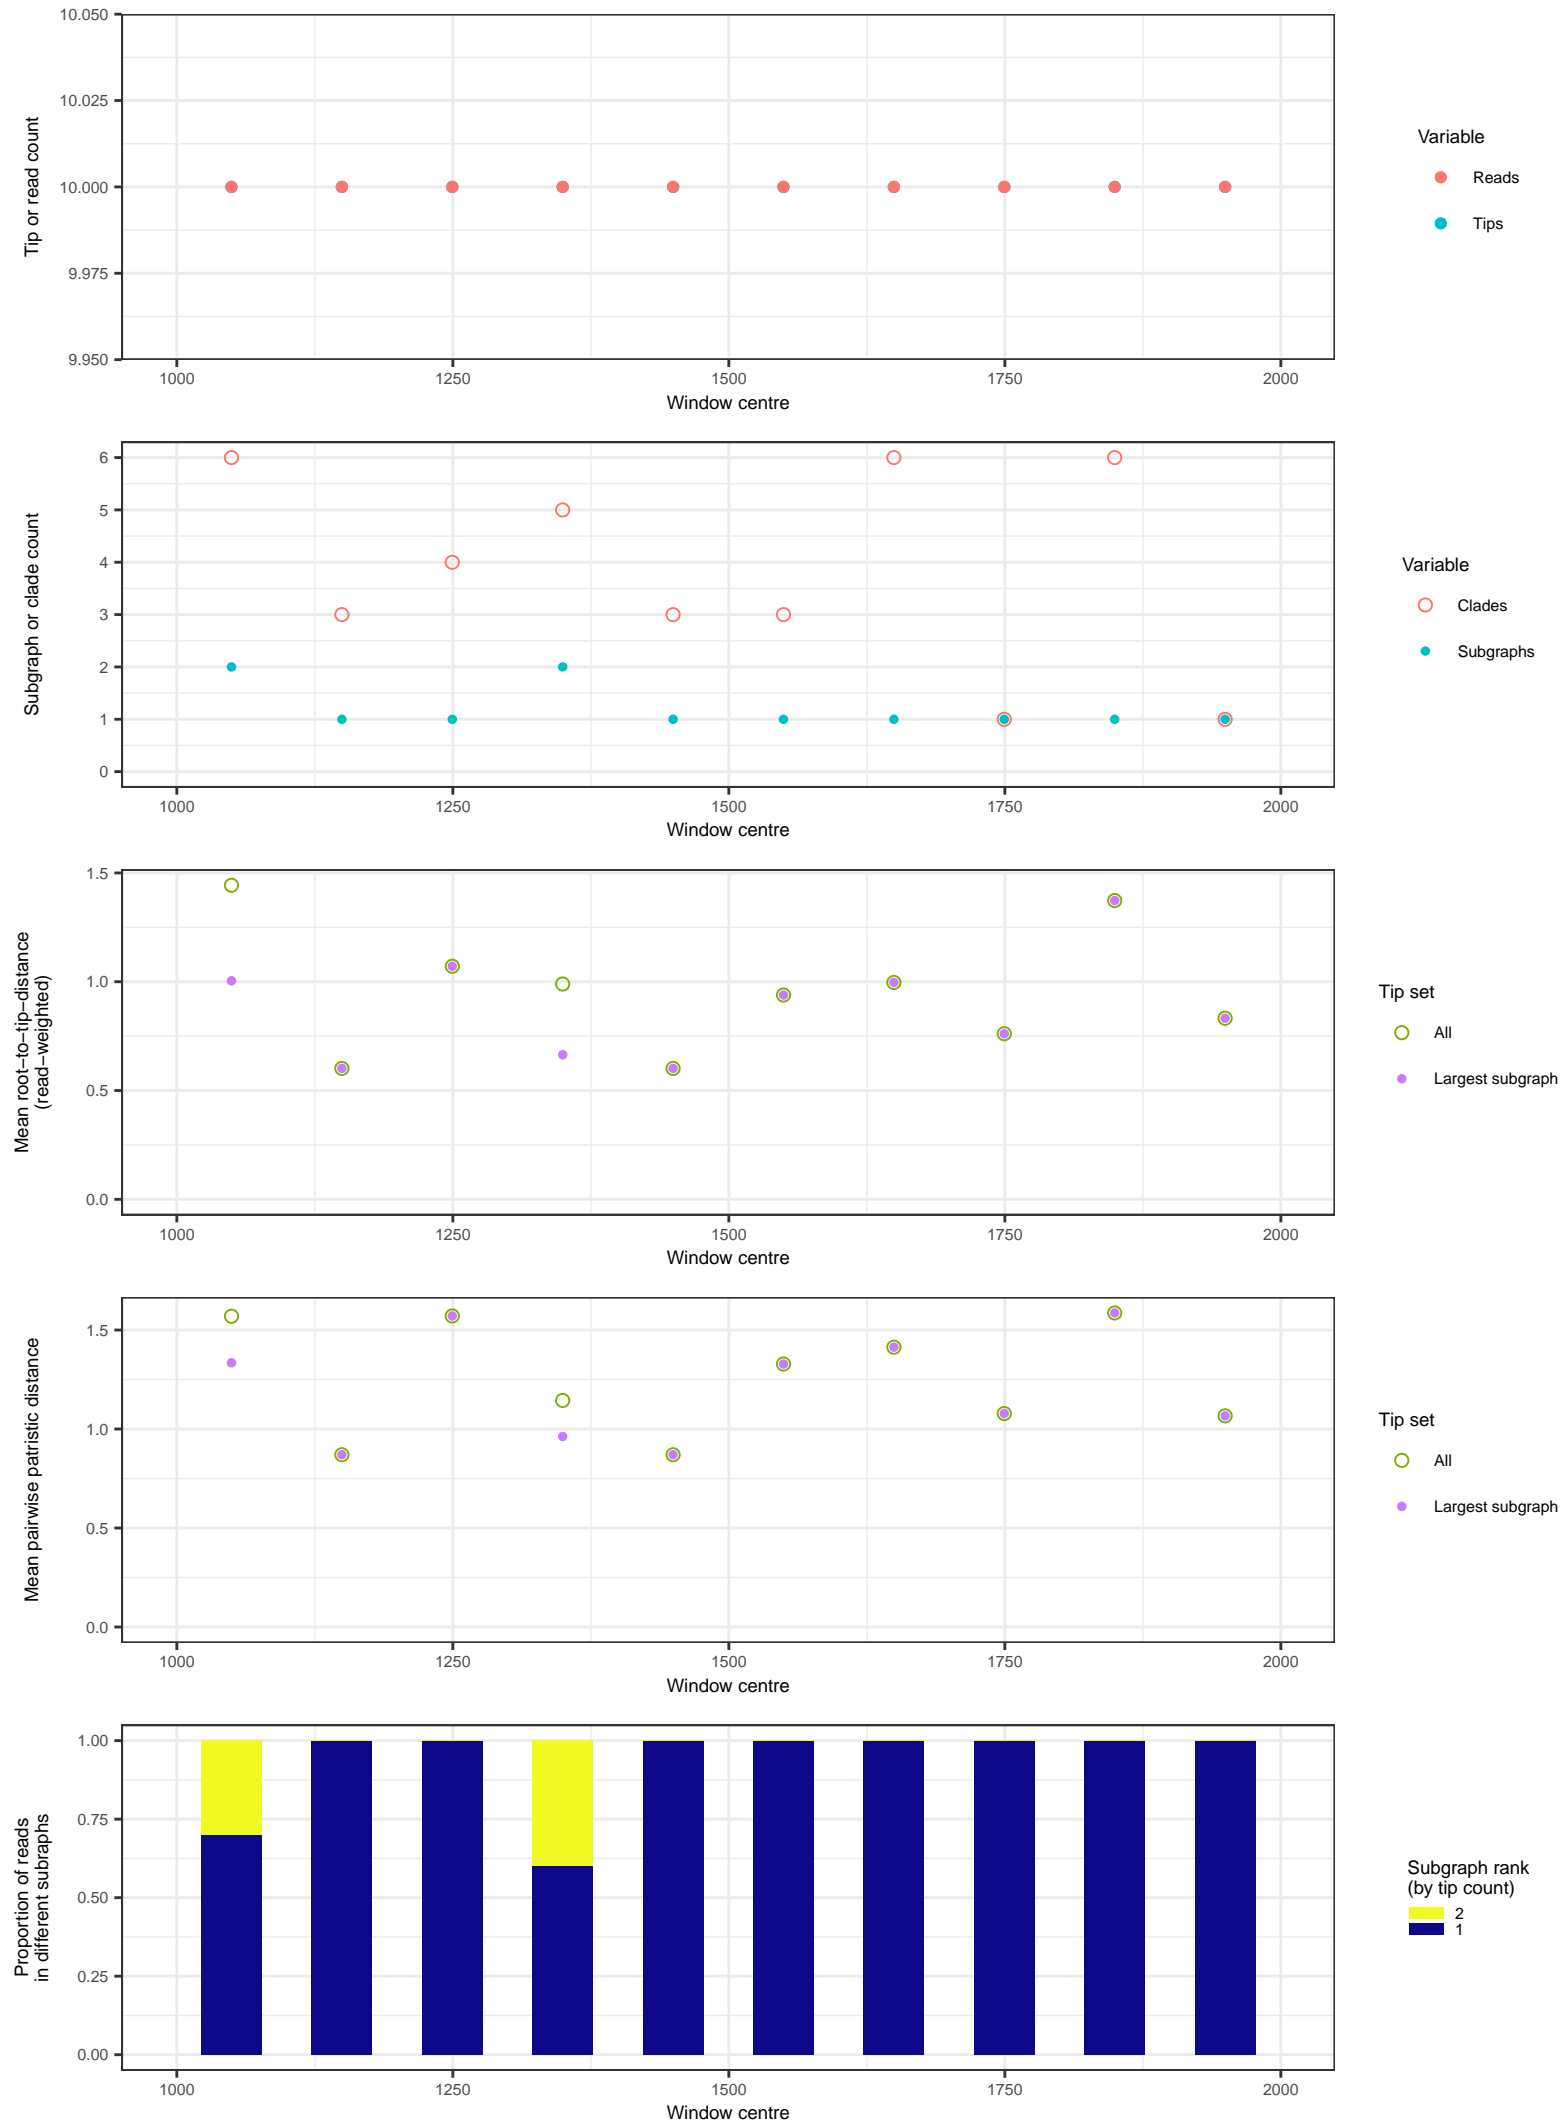 10.050
10.025
10.000
9.975
9.950
Tip or read count
1000 1250 1500 1750 2000
Window centre
Variable
Reads
Tips
6
5
4
3
2
1
0
Subgraph or clade count
1000 1250 1500 1750 2000
Window centre
Variable
Clades
Subgraphs
1.5
1.0
0.5
0.0
Mean root−to−tip−distance
(read−weighted)
1000 1250 1500 1750 2000
Window centre
Tip set
All
Largest subgraph
1.5
1.0
0.5
0.0
Mean pairwise patristic distance
1000 1250 1500 1750 2000
Window centre
Tip set
All
Largest subgraph
1.00
0.75
0.50
0.25
0.00
Proportion of reads
in different subraphs
1000 1250 1500 1750 2000
Window centre
Subgraph rank
(by tip count)
2
1